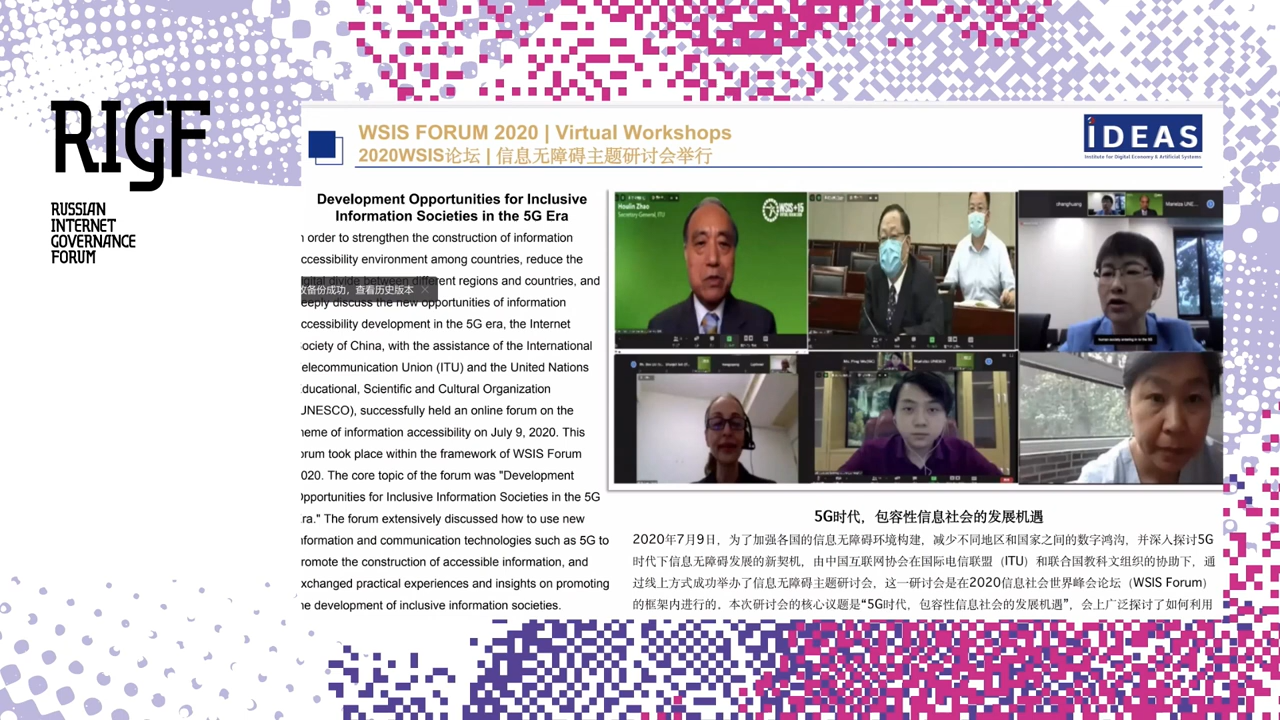 RIGF
RUSSIAN
INTERNET
GOVERNANCE
FORUM
WSIS FORUM 2020 | Virtual Workshops
2020WSIS论坛 | 信息无障碍主题研讨会举行
IDEAS
Institute for Digital Economy & Artificial Systems
Development Opportunities for Inclusive
Information Societies in the 5G Era
n order to strengthen the construction of information
ccessibility environment among countries, reduce the
igital divide between different regions and countries, and
备份成功，查看历史版本
eeply discuss the new opportunities of information
ccessibility development in the 5G era, the Internet
ociety of China, with the assistance of the International
elecommunication Union (ITU) and the United Nations
ducational, Scientific and Cultural Organization
UNESCO), successfully held an online forum on the
heme of information accessibility on July 9, 2020. This
orum took place within the framework of WSIS Forum
020. The core topic of the forum was "Development
Opportunities for Inclusive Information Societies in the 5G
ra." The forum extensively discussed how to use new
nformation and communication technologies such as 5G to
romote the construction of accessible information, and
xchanged practical experiences and insights on promoting
he development of inclusive information societies.
Houlin Zhao
Secretary General, ITU
WSIS+15
changhuang
5G时代，包容性信息社会的发展机遇
2020年7月9日，为了加强各国的信息无障碍环境构建，减少不同地区和国家之间的数字鸿沟，并深入探讨5G
时代下信息无障碍发展的新契机，由中国互联网协会在国际电信联盟（ITU）和联合国教科文组织的协助下，通
过线上方式成功举办了信息无障碍主题研讨会，这一研讨会是在2020信息社会世界峰会论坛（WSIS Forum）
的框架内进行的。本次研讨会的核心议题是“5G时代，包容性信息社会的发展机遇”，会上广泛探讨了如何利用